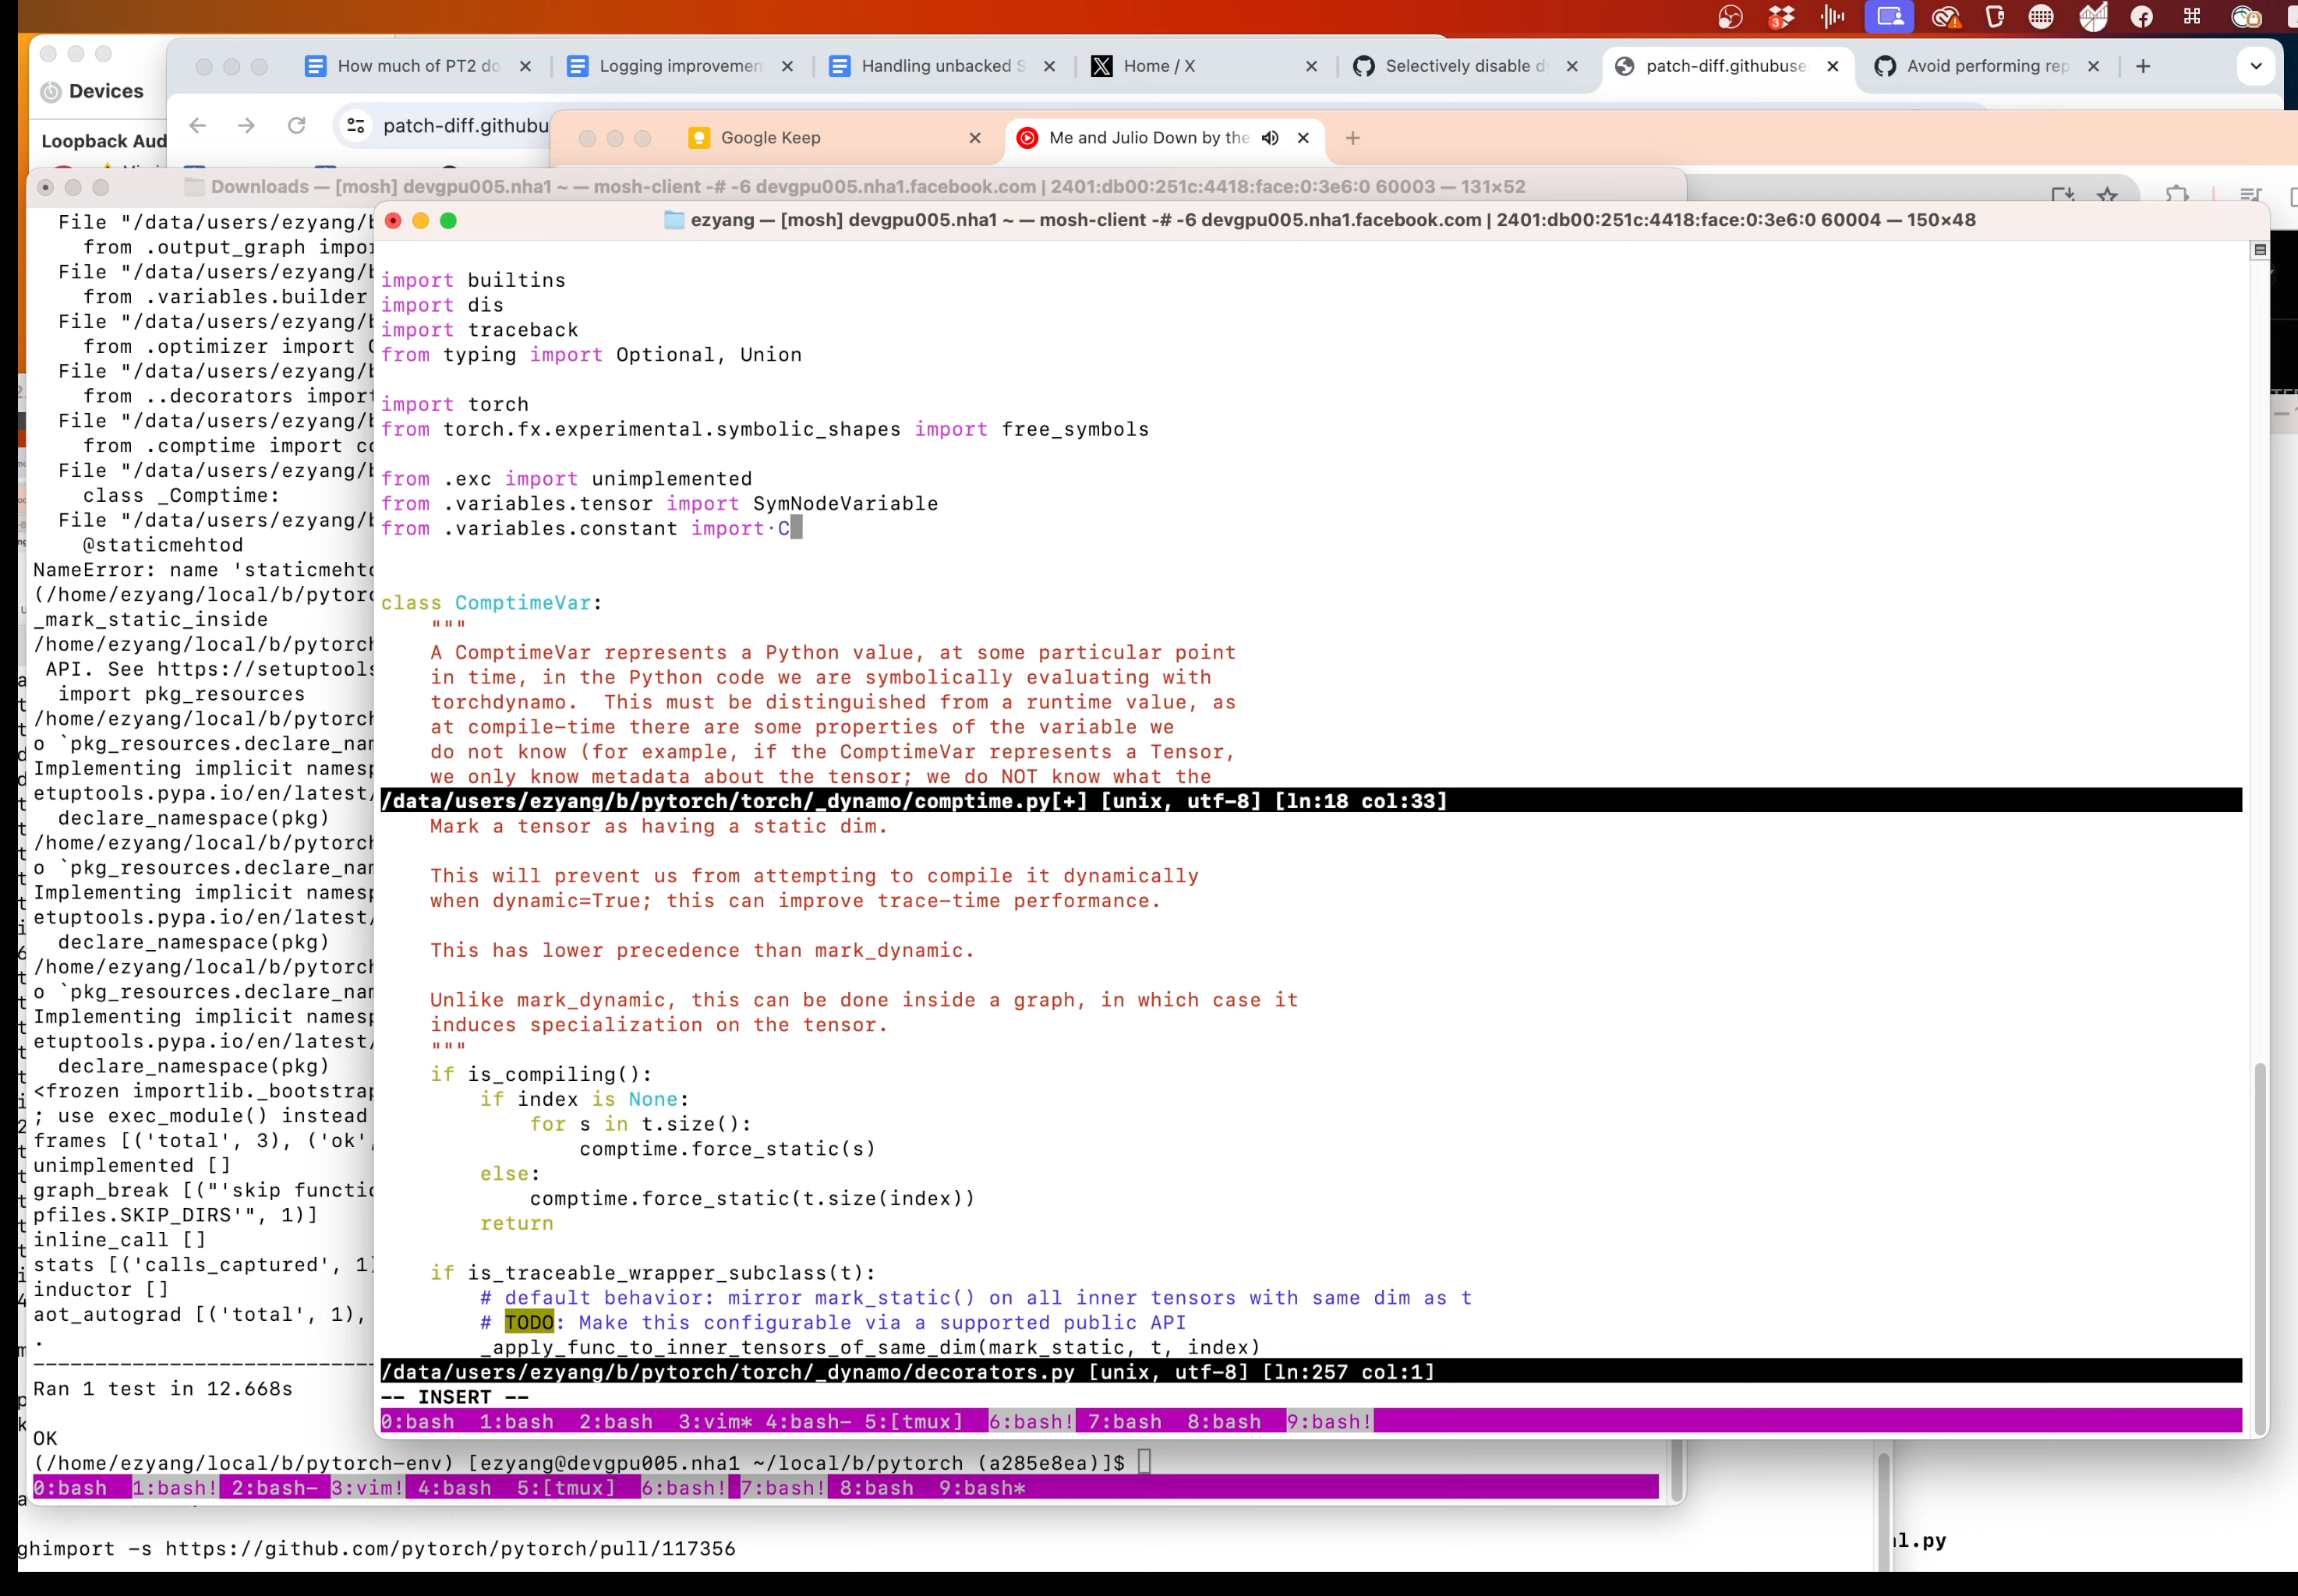 Devices
How much of PT2 do
Logging improvemen
Handling unbacked S
Home / X
Selectively disable d
patch-diff.githubuse
Avoid performing rep
patch-diff.githubu
Loopback Aud
Google Keep
Me and Julio Down by the
Downloads — [mosh] devgpu005.nha1 ~ — mosh-client -# -6 devgpu005.nha1.facebook.com | 2401:db00:251c:4418:face:0:3e6:0 60003 — 131×52
File "/data/users/ezyang/b
from .output_graph impor
File "/data/users/ezyang/b
from .variables.builder
File "/data/users/ezyang/b
from .optimizer import
File "/data/users/ezyang/b
from ..decorators import
File "/data/users/ezyang/b
from .comptime import co
File "/data/users/ezyang/b
class _Comptime:
File "/data/users/ezyang/b
@staticmehtod
NameError: name 'staticmehto
(/home/ezyang/local/b/pytorc
_mark_static_inside
/home/ezyang/local/b/pytorch
API. See https://setuptools
import pkg_resources
/home/ezyang/local/b/pytorch
o `pkg_resources.declare_nam
Implementing implicit namesp
etuptools.pypa.io/en/latest/
declare_namespace(pkg)
/home/ezyang/local/b/pytorch
o `pkg_resources.declare_nam
Implementing implicit namesp
etuptools.pypa.io/en/latest/
declare_namespace(pkg)
/home/ezyang/local/b/pytorch
o `pkg_resources.declare_nam
Implementing implicit namesp
etuptools.pypa.io/en/latest/
declare_namespace(pkg)
<frozen importlib._bootstrap
; use exec_module() instead
frames [('total', 3), ('ok',
unimplemented []
graph_break [("'skip functio
pfiles.SKIP_DIRS'", 1)]
inline_call []
stats [('calls_captured', 1)
inductor []
aot_autograd [('total', 1),
.
Ran 1 test in 12.668s
OK
(/home/ezyang/local/b/pytorch-env) [ezyang@devgpu005.nha1 ~/local/b/pytorch (a285e8ea)]$
0:bash 1:bash! 2:bash- 3:vim! 4:bash 5:[tmux] 6:bash! 7:bash! 8:bash 9:bash*
ezyang — [mosh] devgpu005.nha1 ~ — mosh-client -# -6 devgpu005.nha1.facebook.com | 2401:db00:251c:4418:face:0:3e6:0 60004 — 150×48
import builtins
import dis
import traceback
from typing import Optional, Union
import torch
from torch.fx.experimental.symbolic_shapes import free_symbols
from .exc import unimplemented
from .variables.tensor import SymNodeVariable
from .variables.constant import·C
class ComptimeVar:
"""
A ComptimeVar represents a Python value, at some particular point
in time, in the Python code we are symbolically evaluating with
torchdynamo.  This must be distinguished from a runtime value, as
at compile-time there are some properties of the variable we
do not know (for example, if the ComptimeVar represents a Tensor,
we only know metadata about the tensor; we do NOT know what the
/data/users/ezyang/b/pytorch/torch/_dynamo/comptime.py[+] [unix, utf-8] [ln:18 col:33]
Mark a tensor as having a static dim.
This will prevent us from attempting to compile it dynamically
when dynamic=True; this can improve trace-time performance.
This has lower precedence than mark_dynamic.
Unlike mark_dynamic, this can be done inside a graph, in which case it
induces specialization on the tensor.
"""
if is_compiling():
if index is None:
for s in t.size():
comptime.force_static(s)
else:
comptime.force_static(t.size(index))
return
if is_traceable_wrapper_subclass(t):
# default behavior: mirror mark_static() on all inner tensors with same dim as t
# TODO: Make this configurable via a supported public API
_apply_func_to_inner_tensors_of_same_dim(mark_static, t, index)
/data/users/ezyang/b/pytorch/torch/_dynamo/decorators.py [unix, utf-8] [ln:257 col:1]
-- INSERT --
0:bash 1:bash 2:bash 3:vim* 4:bash- 5:[tmux] 6:bash! 7:bash 8:bash 9:bash!
ghimport -s https://github.com/pytorch/pytorch/pull/117356
l.py